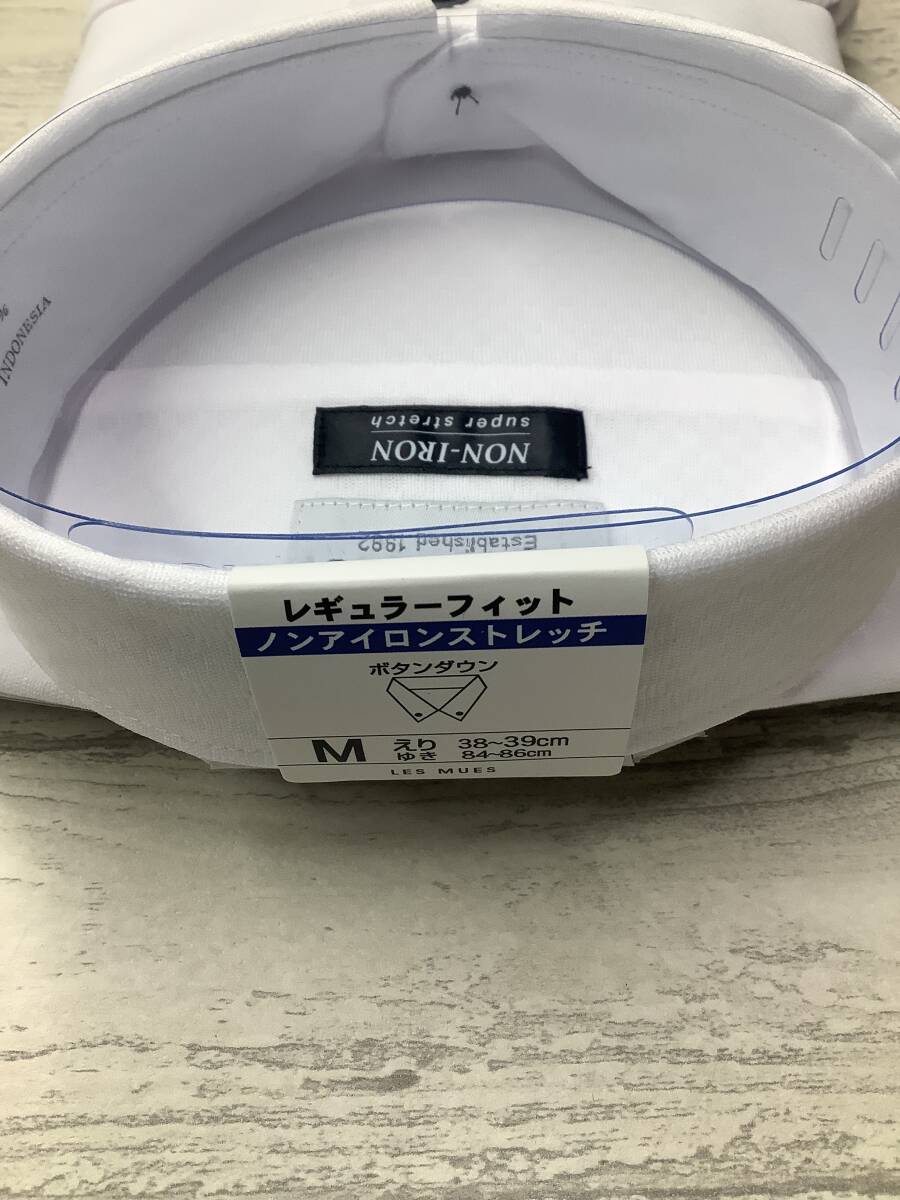 %
INDONESIA
NON-IRON
super stretch
Established 1992
レギュラーフィット
ノンアイロンストレッチ
ボタンダウン
M えり 38~39cm
ゆき 84~86cm
LES MUES